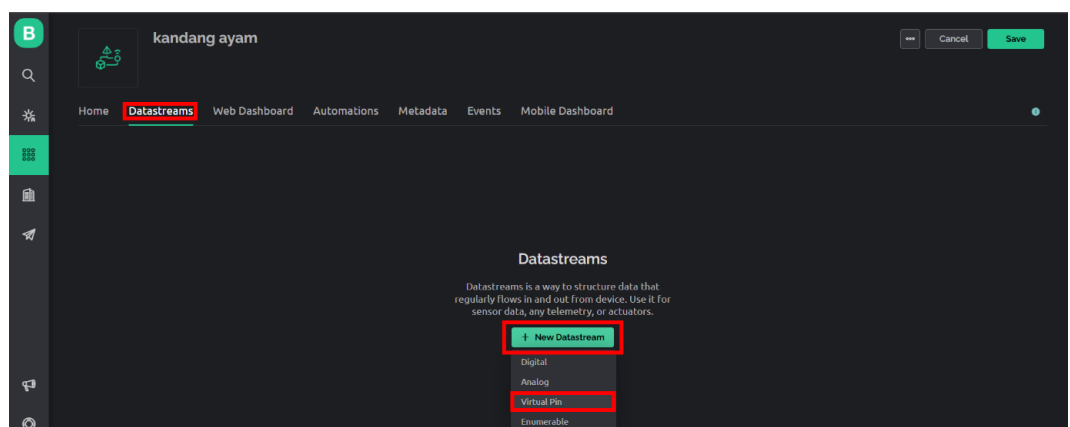 B
kandang ayam
••• Cancel Save
Home Datastreams Web Dashboard Automations Metadata Events Mobile Dashboard
Datastreams
Datastreams is a way to structure data that
regularly flows in and out from device. Use it for
sensor data, any telemetry, or actuators.
+ New Datastream
Digital
Analog
Virtual Pin
Enumerable